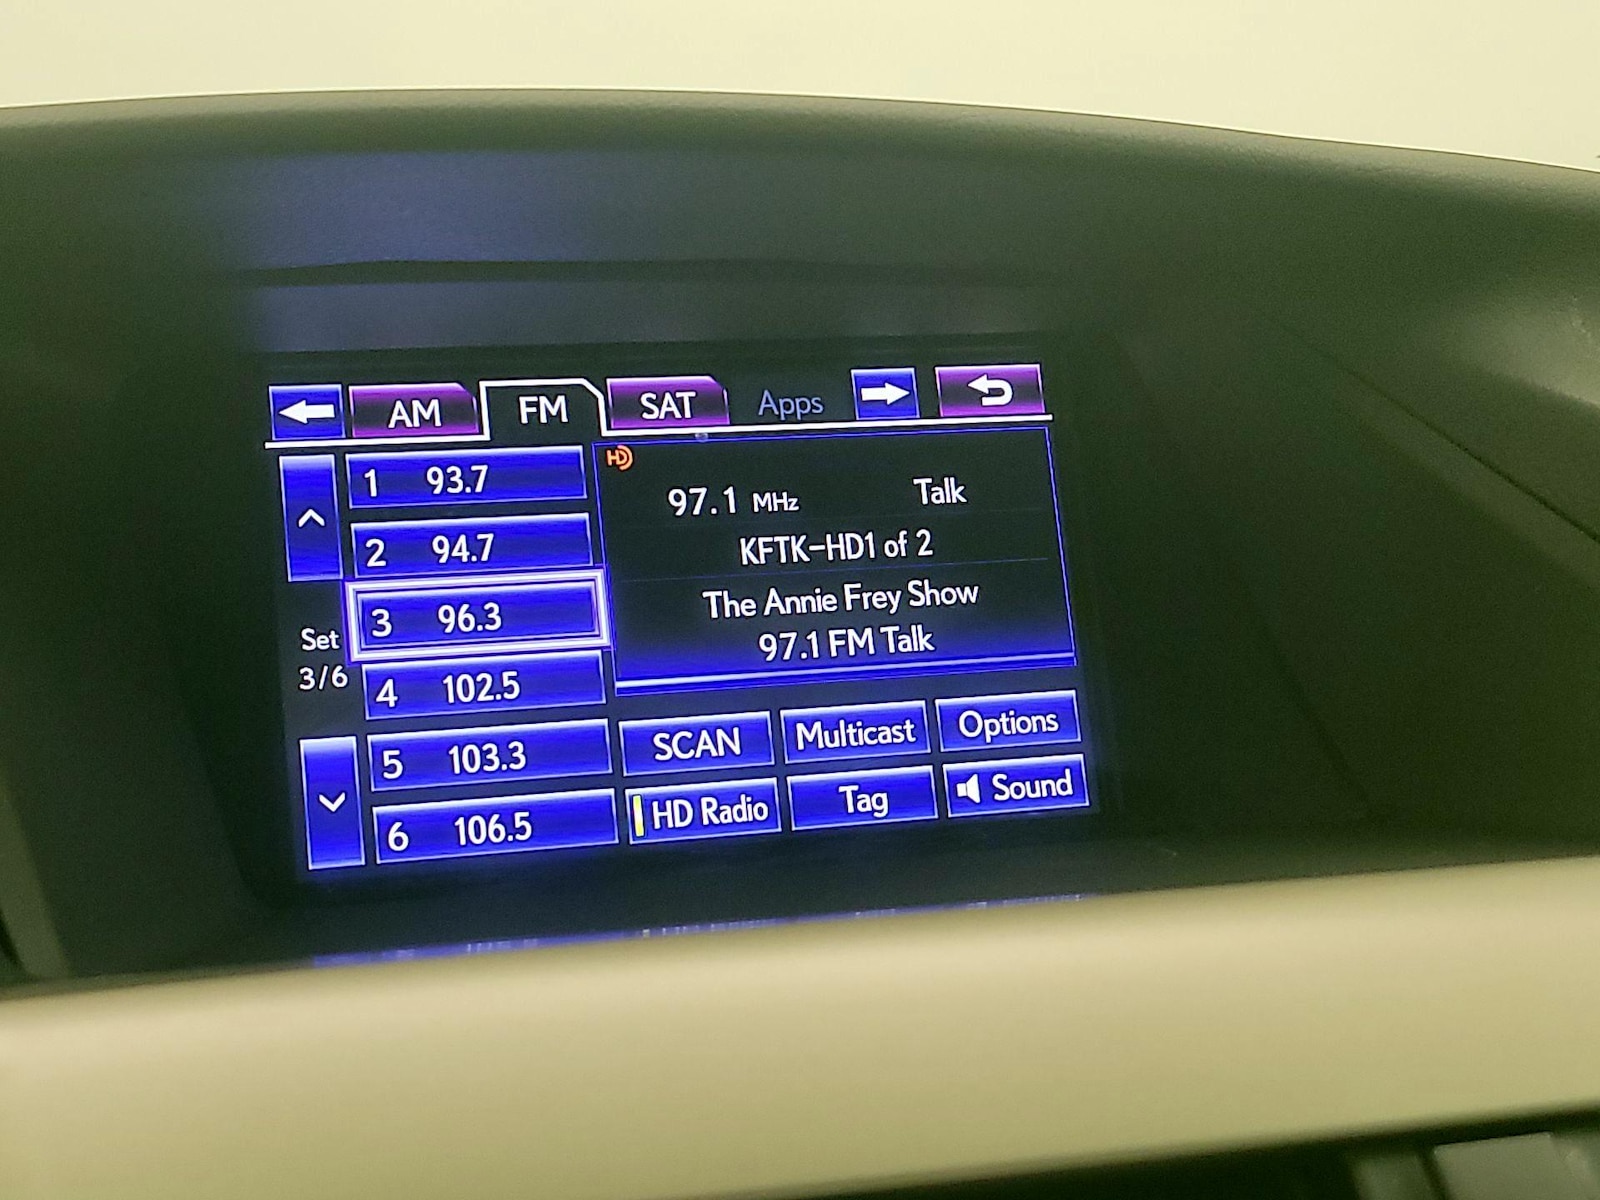 AM FM SAT Apps
HD
1 93.7
2 94.7
3 96.3
4 102.5
5 103.3
6 106.5
Set
3/6
97.1 MHz Talk
KFTK-HD1 of 2
The Annie Frey Show
97.1 FM Talk
SCAN Multicast Options
HD Radio Tag Sound